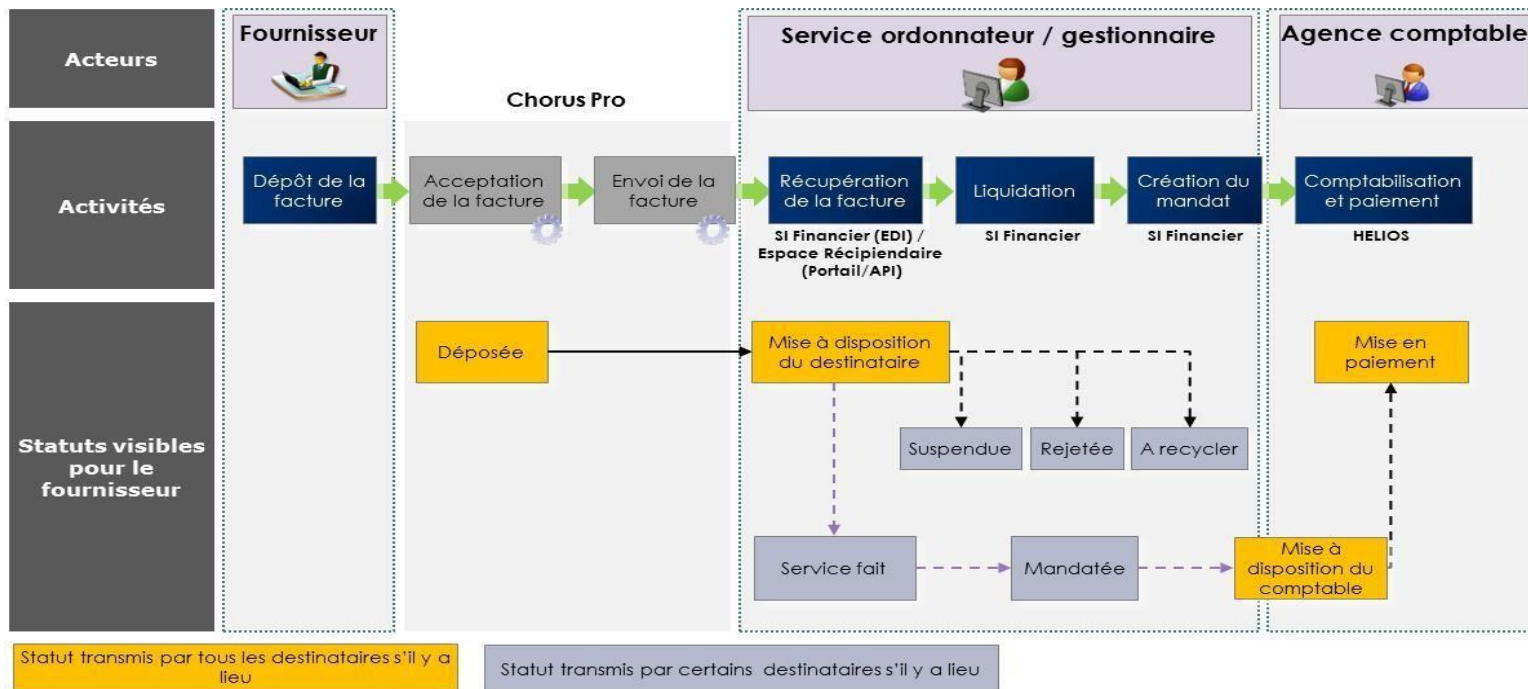 Acteurs
Fournisseur
Chorus Pro
Service ordonnateur / gestionnaire
Agence comptable
Activités
Dépôt de la
facture
Acceptation
de la facture
Envoi de la
facture
Récupération
de la facture
SI Financier (EDI) /
Espace Récipiendaire
(Portail/API)
Liquidation
SI Financier
Création du
mandat
SI Financier
Comptabilisation
et paiement
HELIOS
Statuts visibles
pour le
fournisseur
Déposée
Mise à disposition
du destinataire
Mise en
paiement
Suspendue
Rejetée
A recycler
Service fait
Mandatée
Mise à
disposition du
comptable
Statut transmis par tous les destinataires s’il y a
lieu
Statut transmis par certains destinataires s’il y a lieu